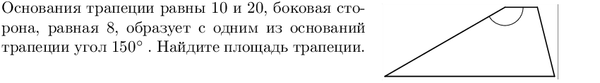 Основания трапеции равны 10 и 20, боковая сто-
рона, равная 8, образует с одним из оснований
трапеции угол 150° . Найдите площадь трапеции.